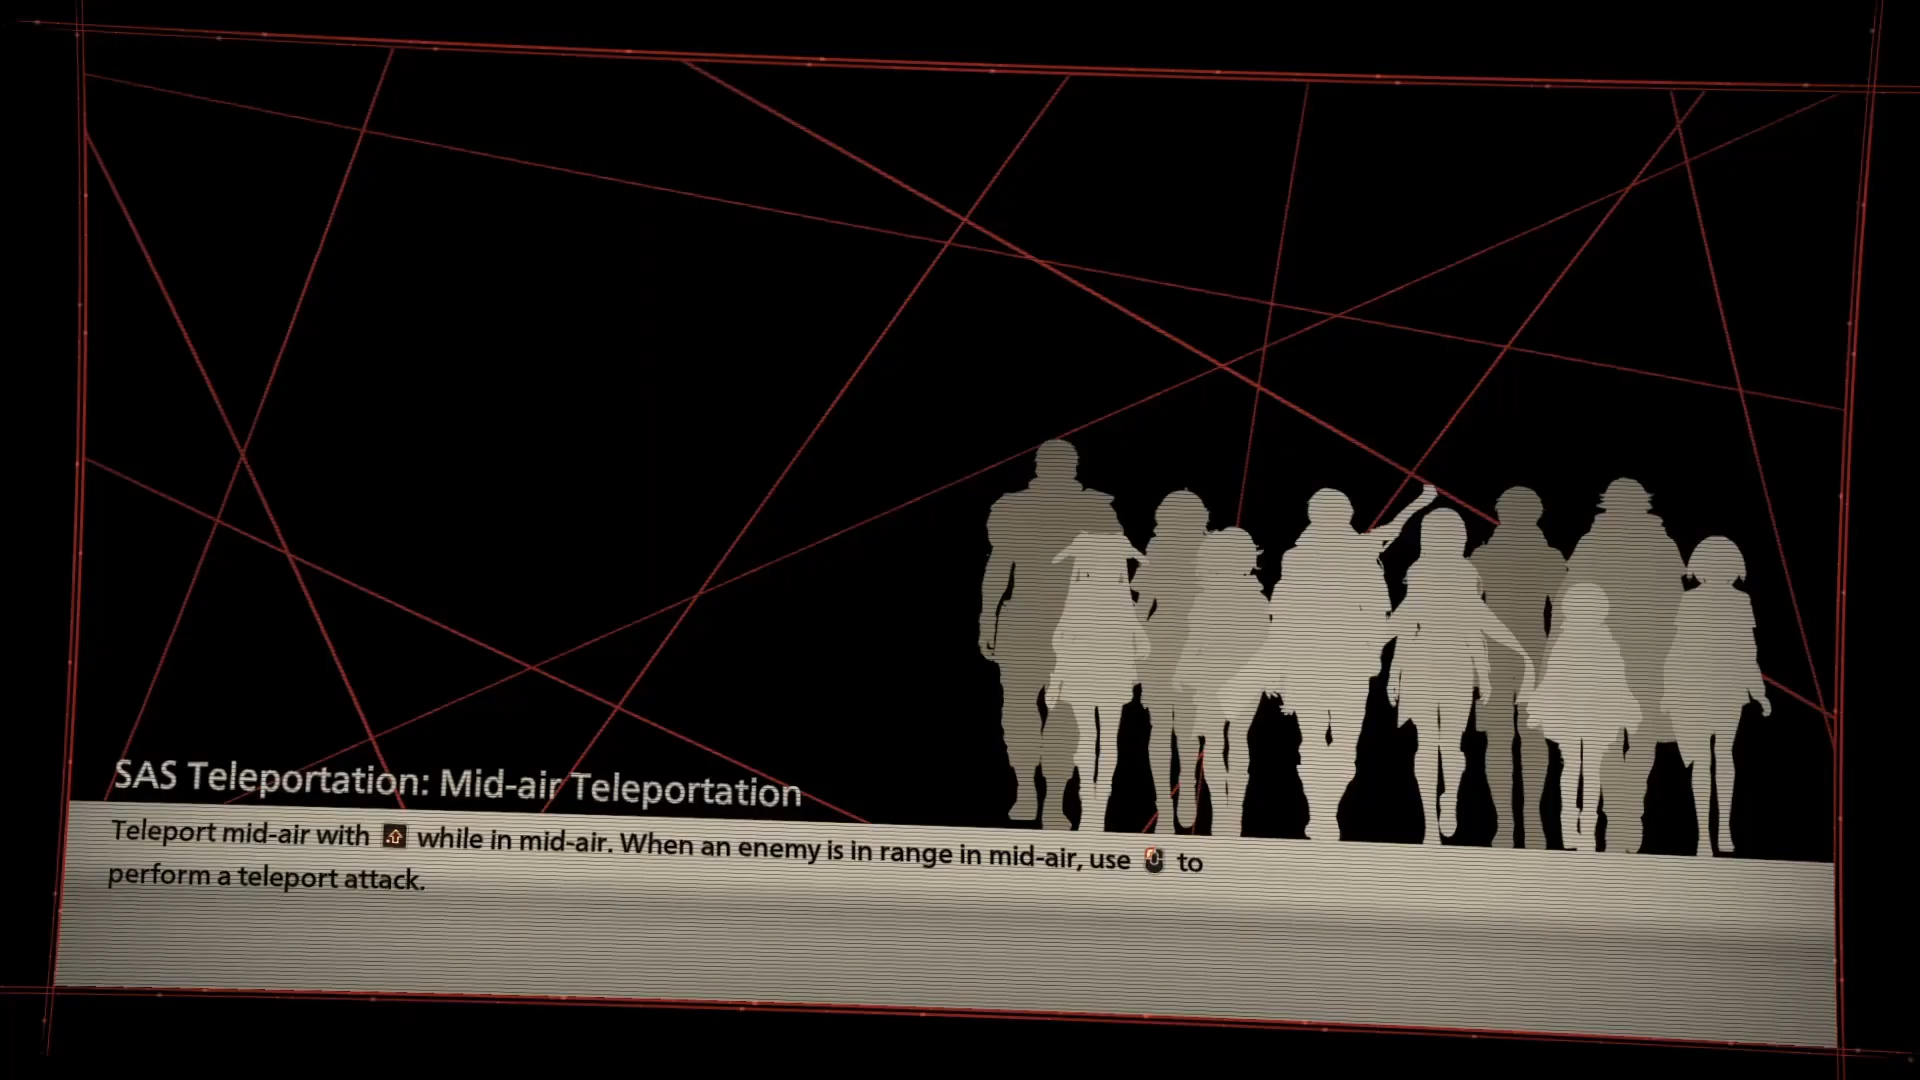 SAS Teleportation: Mid-air Teleportation
Teleport mid-air with while in mid-air. When an enemy is in range in mid-air, use to
perform a teleport attack.